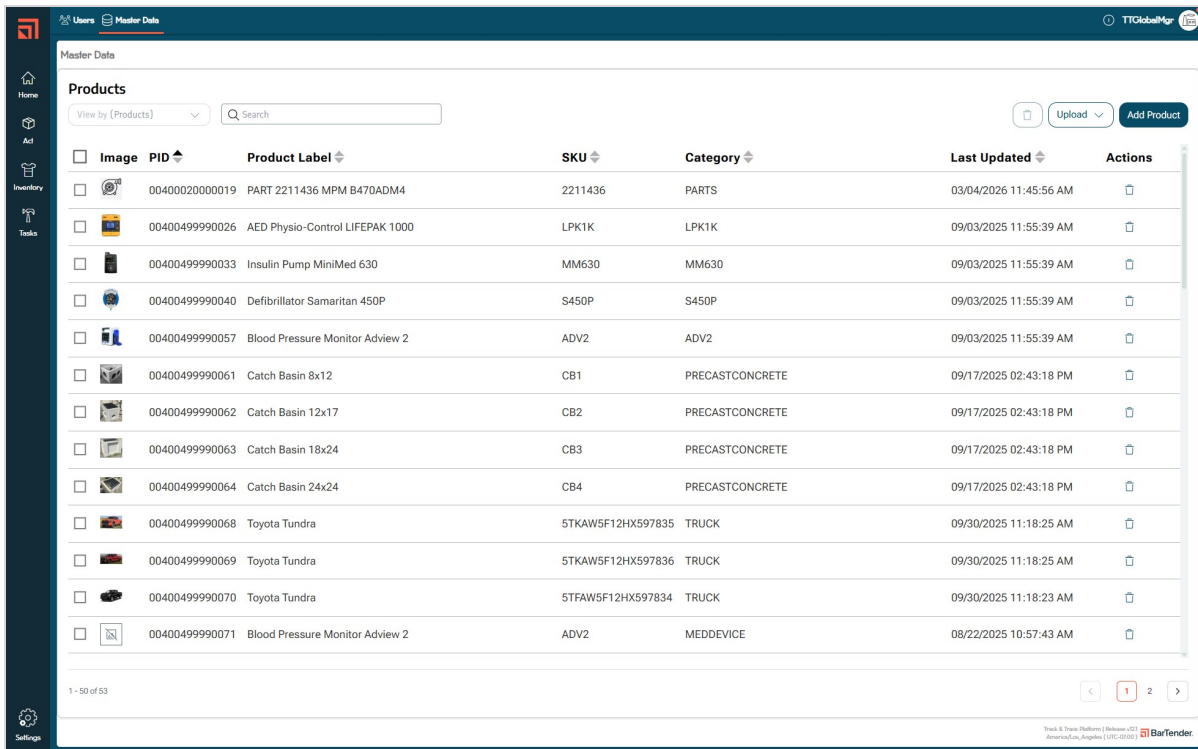 Users Master Data TTGlobalMgr
Master Data
Home
Act
Inventory
Tasks
Settings
Products
View by [Products] Search Upload Add Product
Image PID Product Label SKU Category Last Updated Actions
00400020000019 PART 2211436 MPM B470ADM4 2211436 PARTS 03/04/2026 11:45:56 AM
00400499990026 AED Physio-Control LIFEPAK 1000 LPK1K LPK1K 09/03/2025 11:55:39 AM
00400499990033 Insulin Pump MiniMed 630 MM630 MM630 09/03/2025 11:55:39 AM
00400499990040 Defibrillator Samaritan 450P S450P S450P 09/03/2025 11:55:39 AM
00400499990057 Blood Pressure Monitor Adview 2 ADV2 ADV2 09/03/2025 11:55:39 AM
00400499990061 Catch Basin 8x12 CB1 PRECASTCONCRETE 09/17/2025 02:43:18 PM
00400499990062 Catch Basin 12x17 CB2 PRECASTCONCRETE 09/17/2025 02:43:18 PM
00400499990063 Catch Basin 18x24 CB3 PRECASTCONCRETE 09/17/2025 02:43:18 PM
00400499990064 Catch Basin 24x24 CB4 PRECASTCONCRETE 09/17/2025 02:43:18 PM
00400499990068 Toyota Tundra 5TKAW5F12HX597835 TRUCK 09/30/2025 11:18:25 AM
00400499990069 Toyota Tundra 5TKAW5F12HX597836 TRUCK 09/30/2025 11:18:25 AM
00400499990070 Toyota Tundra 5TFAW5F12HX597834 TRUCK 09/30/2025 11:18:23 AM
00400499990071 Blood Pressure Monitor Adview 2 ADV2 MEDDEVICE 08/22/2025 10:57:43 AM
1 - 50 of 53 1 2
Track & Trace Platform | Release
America/Los_Angeles BarTender.